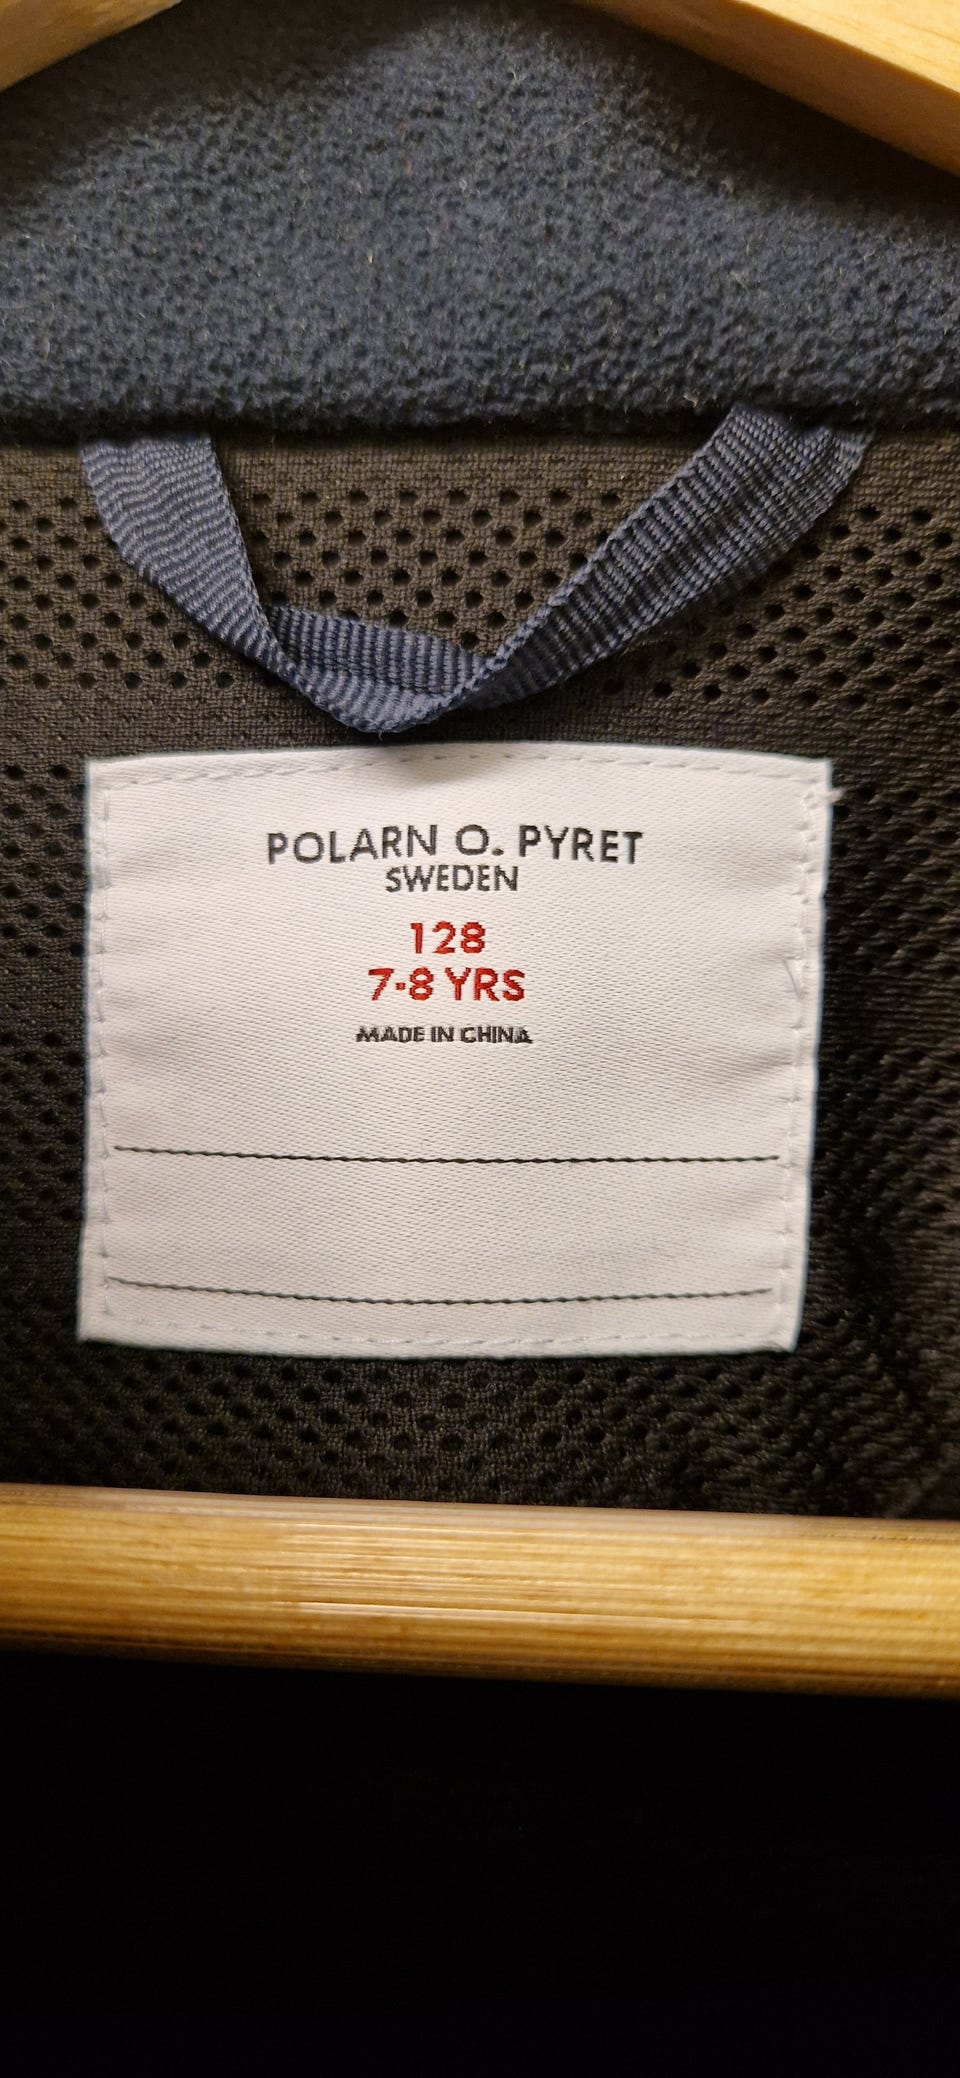 POLARN O. PYRET
SWEDEN
128
7-8 YRS
MADE IN CHINA